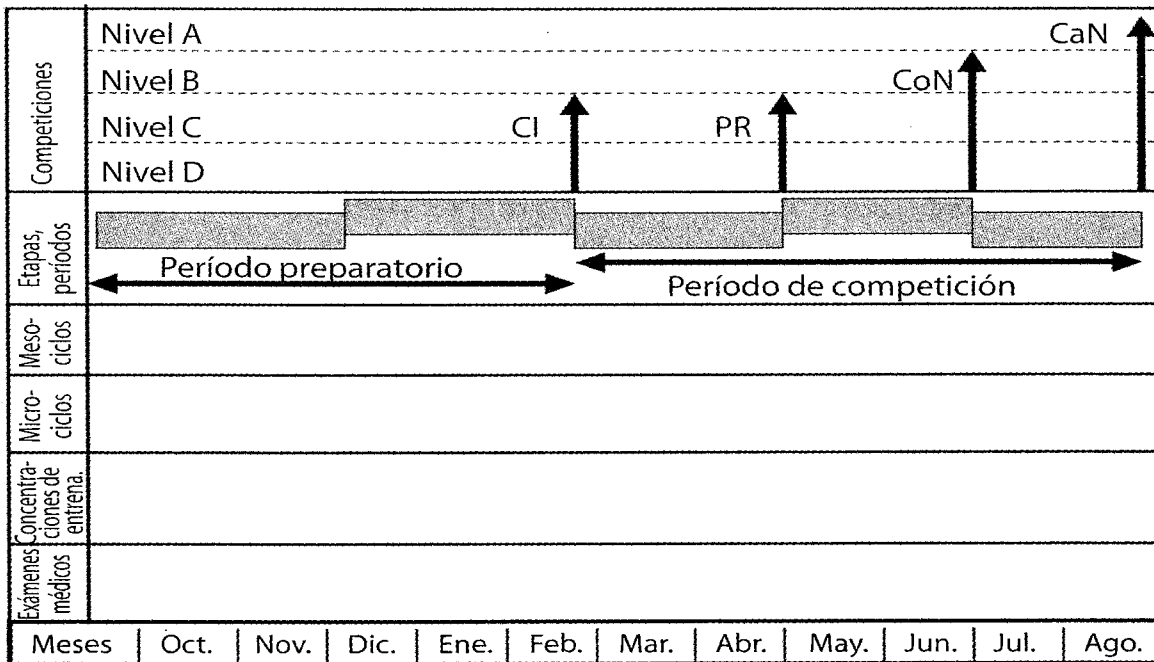 Competiciones
Nivel A
CaN
Nivel B
CoN
Nivel C
CI
PR
Nivel D
Etapas,
períodos
Período preparatorio
Período de competición
Meso-
ciclos
Micro-
ciclos
Concentra-
ciones de
entrena.
Exámenes
médicos
Meses Oct. Nov. Dic. Ene. Feb. Mar. Abr. May. Jun. Jul. Ago.